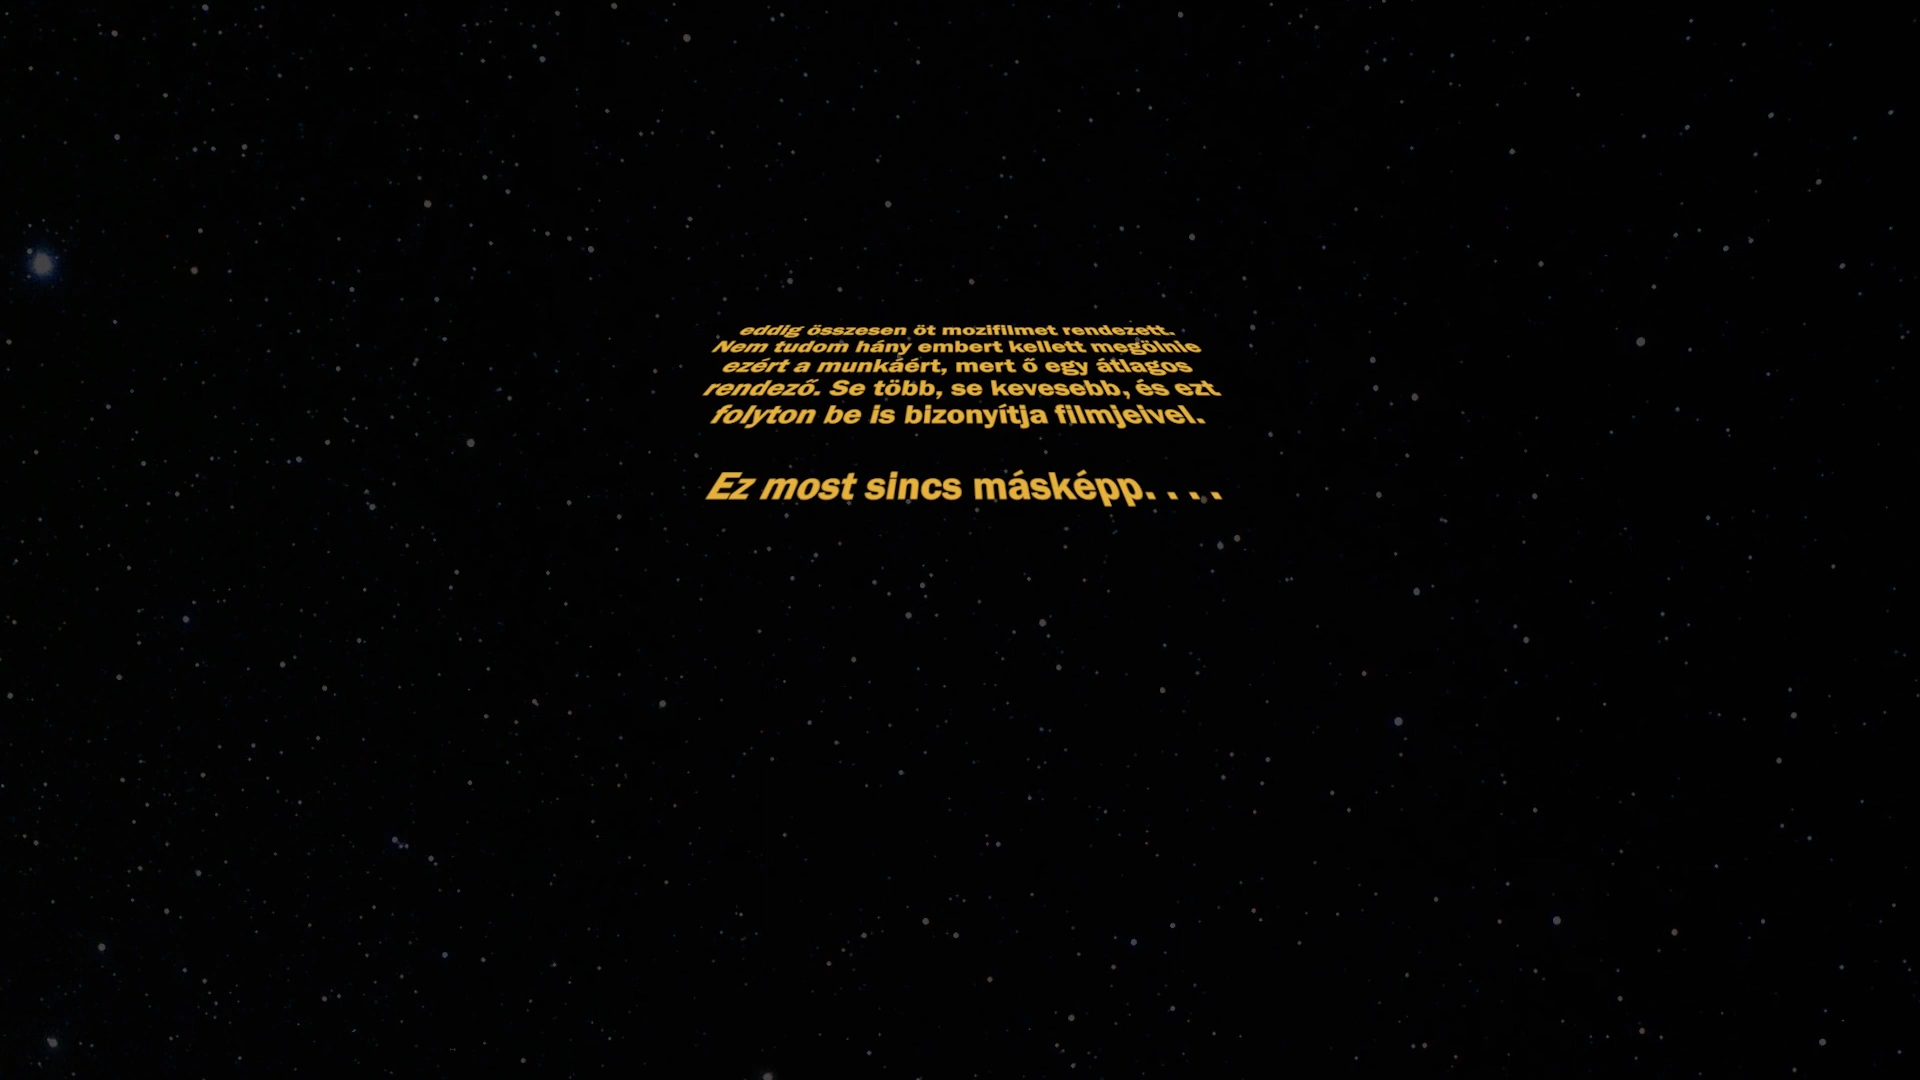 eddig összesen öt mozifilmet rendezett.
Nem tudom hány embert kellett megölnie
ezért a munkáért, mert ő egy átlagos
rendező. Se több, se kevesebb, és ezt
folyton be is bizonyítja filmjeivel.
Ez most sincs másképp. . . .